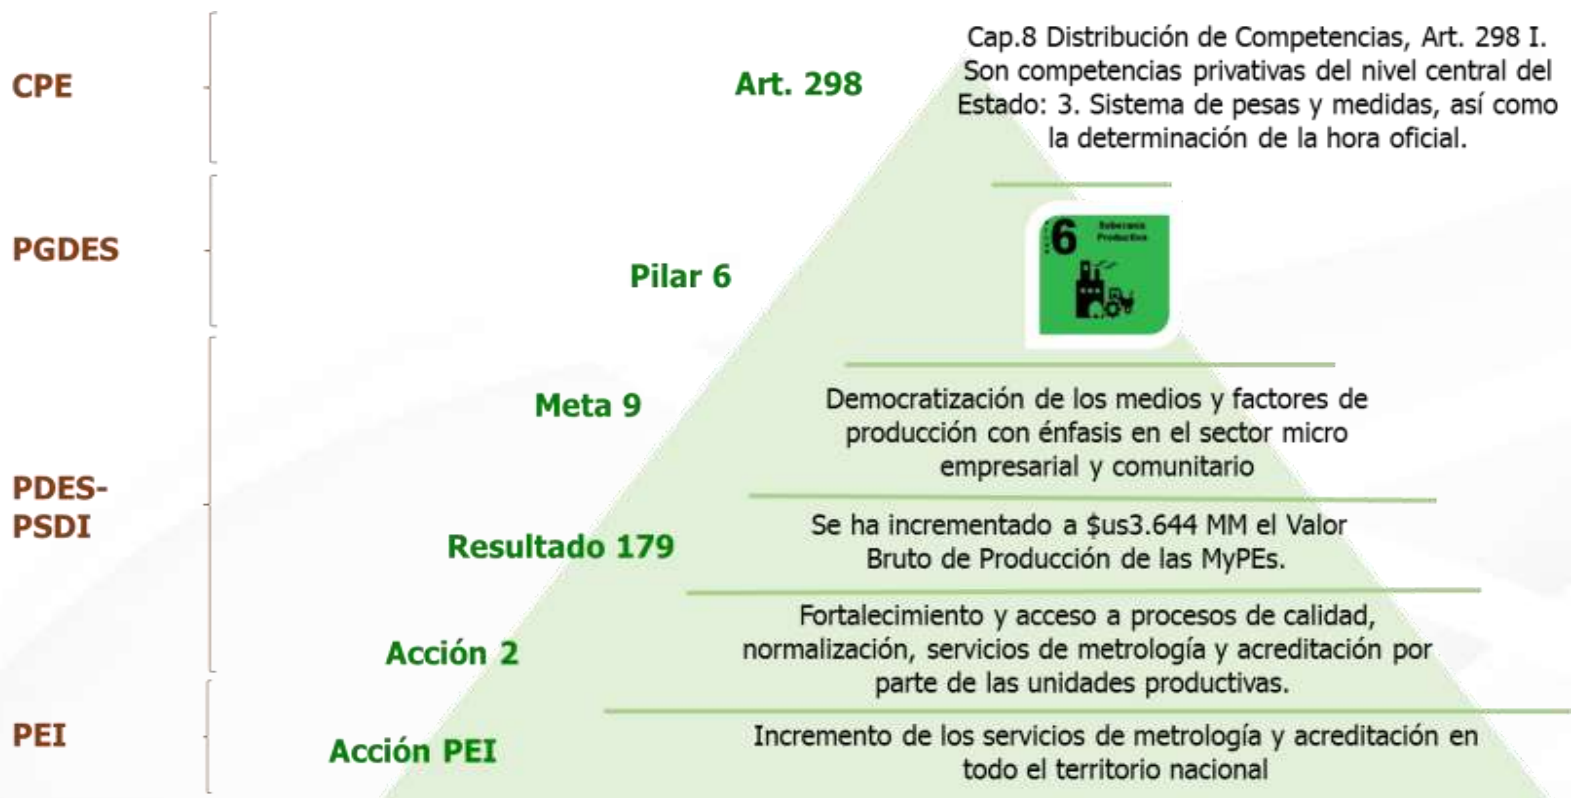 CPE
Art. 298
Cap.8 Distribución de Competencias, Art. 298 I.
Son competencias privativas del nivel central del
Estado: 3. Sistema de pesas y medidas, así como
la determinación de la hora oficial.
PGDES
Pilar 6
6
Soberanía
Productiva
PDES-
PSDI
Meta 9
Democratización de los medios y factores de
producción con énfasis en el sector micro
empresarial y comunitario
Resultado 179
Se ha incrementado a $us3.644 MM el Valor
Bruto de Producción de las MyPEs.
Acción 2
Fortalecimiento y acceso a procesos de calidad,
normalización, servicios de metrología y acreditación por
parte de las unidades productivas.
PEI
Acción PEI
Incremento de los servicios de metrología y acreditación en
todo el territorio nacional